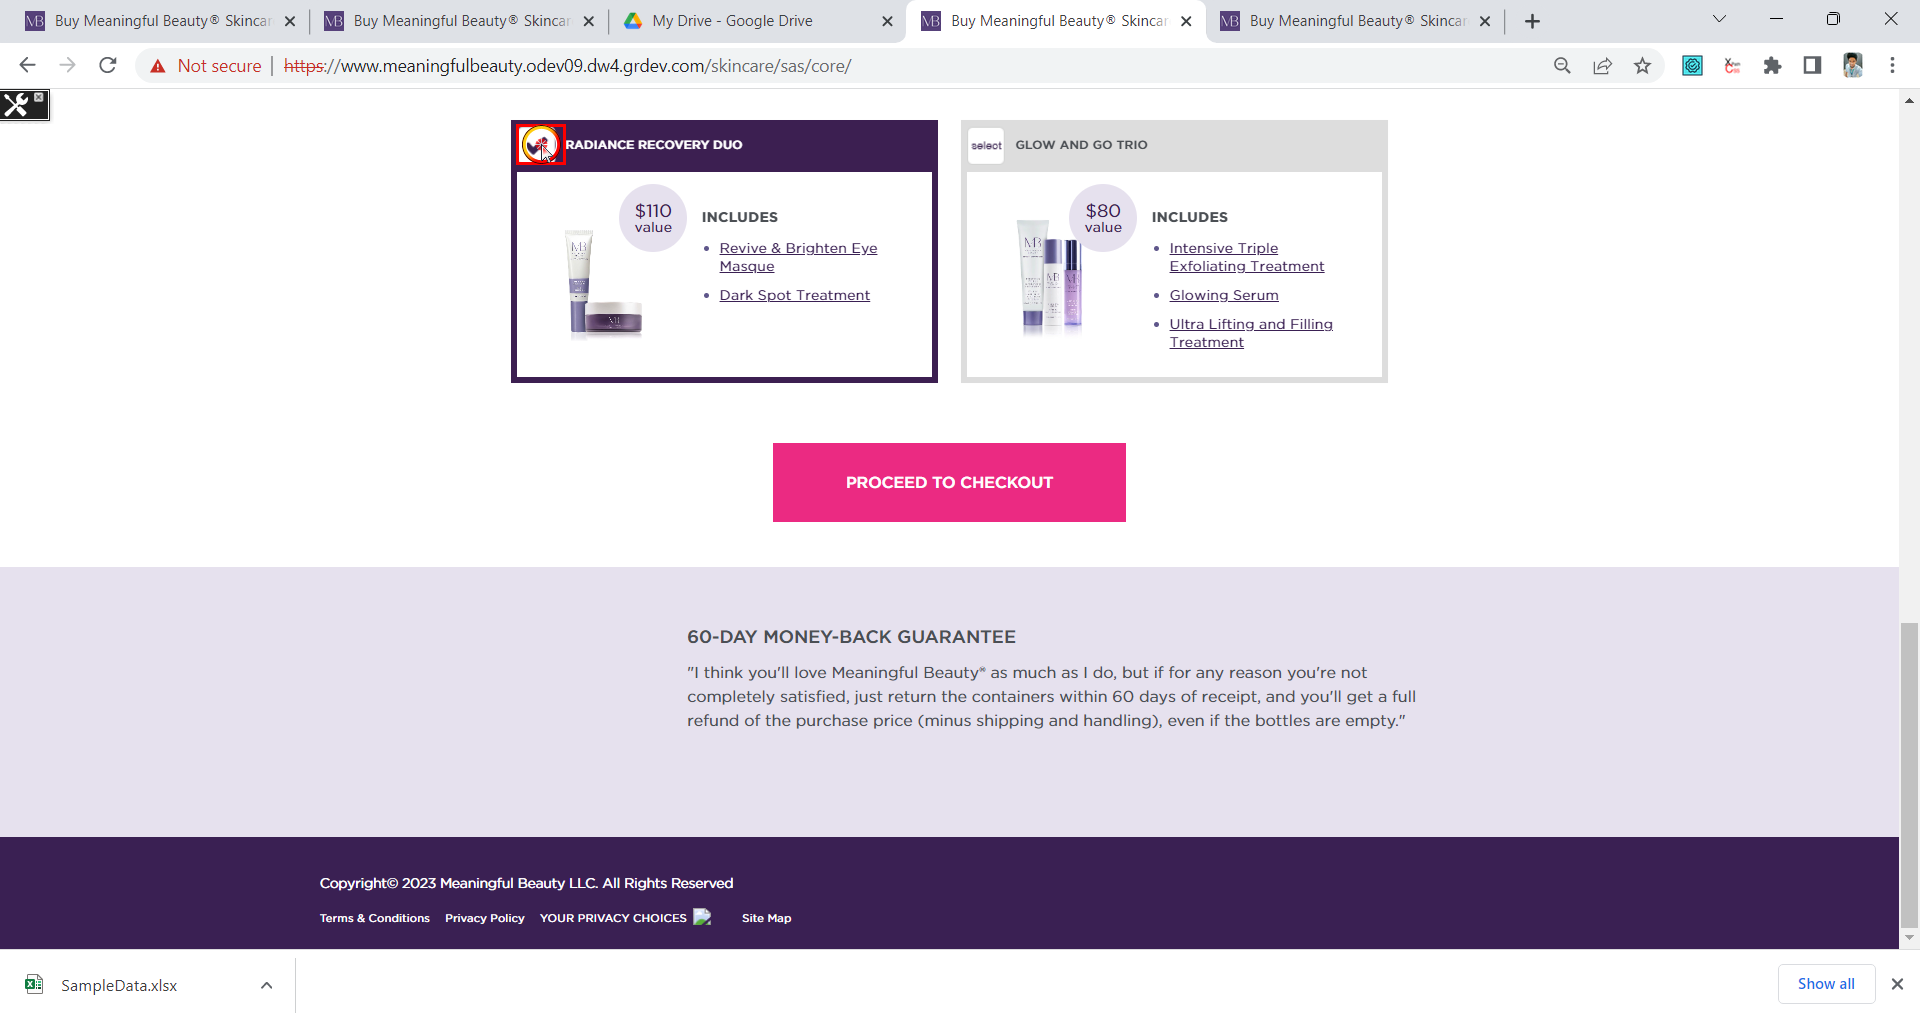 Buy Meaningful Beauty® Skincar
Buy Meaningful Beauty® Skincar
My Drive - Google Drive
Buy Meaningful Beauty® Skincar
Buy Meaningful Beauty® Skincar
Not secure
https://www.meaningfulbeauty.odev09.dw4.grdev.com/skincare/sas/core/
RADIANCE RECOVERY DUO
$110
value
INCLUDES
• Revive & Brighten Eye
Masque
• Dark Spot Treatment
select
GLOW AND GO TRIO
$80
value
INCLUDES
• Intensive Triple
Exfoliating Treatment
• Glowing Serum
• Ultra Lifting and Filling
Treatment
PROCEED TO CHECKOUT
60-DAY MONEY-BACK GUARANTEE
"I think you'll love Meaningful Beauty® as much as I do, but if for any reason you're not
completely satisfied, just return the containers within 60 days of receipt, and you'll get a full
refund of the purchase price (minus shipping and handling), even if the bottles are empty."
Copyright© 2023 Meaningful Beauty LLC. All Rights Reserved
Terms & Conditions Privacy Policy YOUR PRIVACY CHOICES Site Map
SampleData.xlsx
Show all